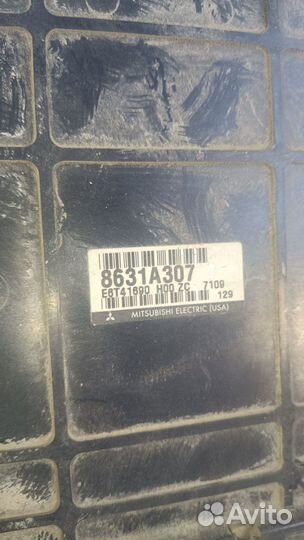 8631A307
E6T41690 H00 ZC 7109
129
MITSUBISHI ELECTRIC (USA)
Avito